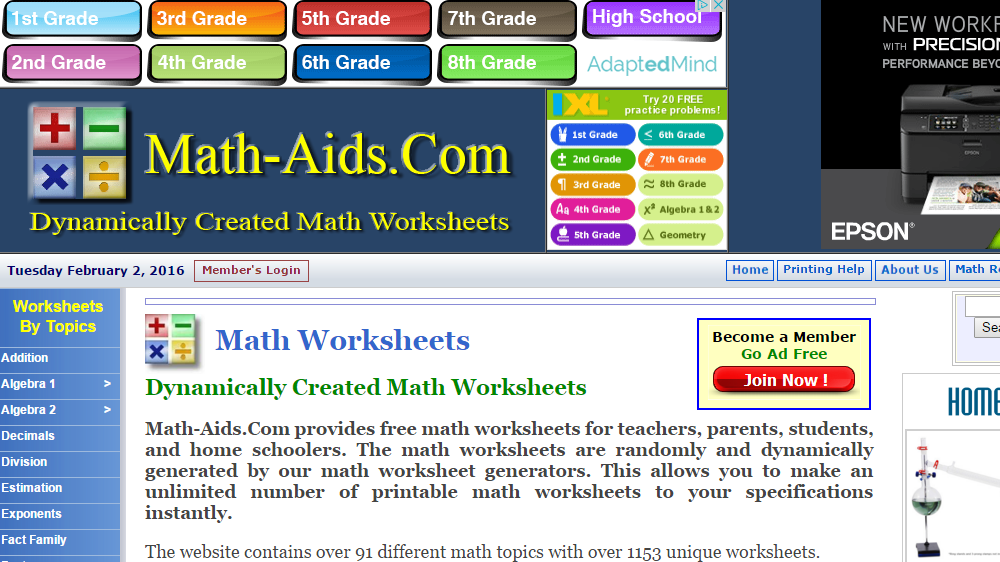 1st Grade
3rd Grade
5th Grade
7th Grade
High School
2nd Grade
4th Grade
6th Grade
8th Grade
AdaptedMind
Math-Aids.Com
Dynamically Created Math Worksheets
IXL
Try 20 FREE
practice problems!
1st Grade
6th Grade
2nd Grade
7th Grade
3rd Grade
8th Grade
4th Grade
Algebra 1 & 2
5th Grade
Geometry
NEW WORKF
WITH PRECISION
PERFORMANCE BEYO
EPSON
EPSON®
Tuesday February 2, 2016
Member's Login
Home
Printing Help
About Us
Math Re
Worksheets
By Topics
Addition
Algebra 1 >
Algebra 2 >
Decimals
Division
Estimation
Exponents
Fact Family
Math Worksheets
Dynamically Created Math Worksheets
Become a Member
Go Ad Free
Join Now !
Math-Aids.Com provides free math worksheets for teachers, parents, students,
and home schoolers. The math worksheets are randomly and dynamically
generated by our math worksheet generators. This allows you to make an
unlimited number of printable math worksheets to your specifications
instantly.
The website contains over 91 different math topics with over 1153 unique worksheets.
Sea
HOME